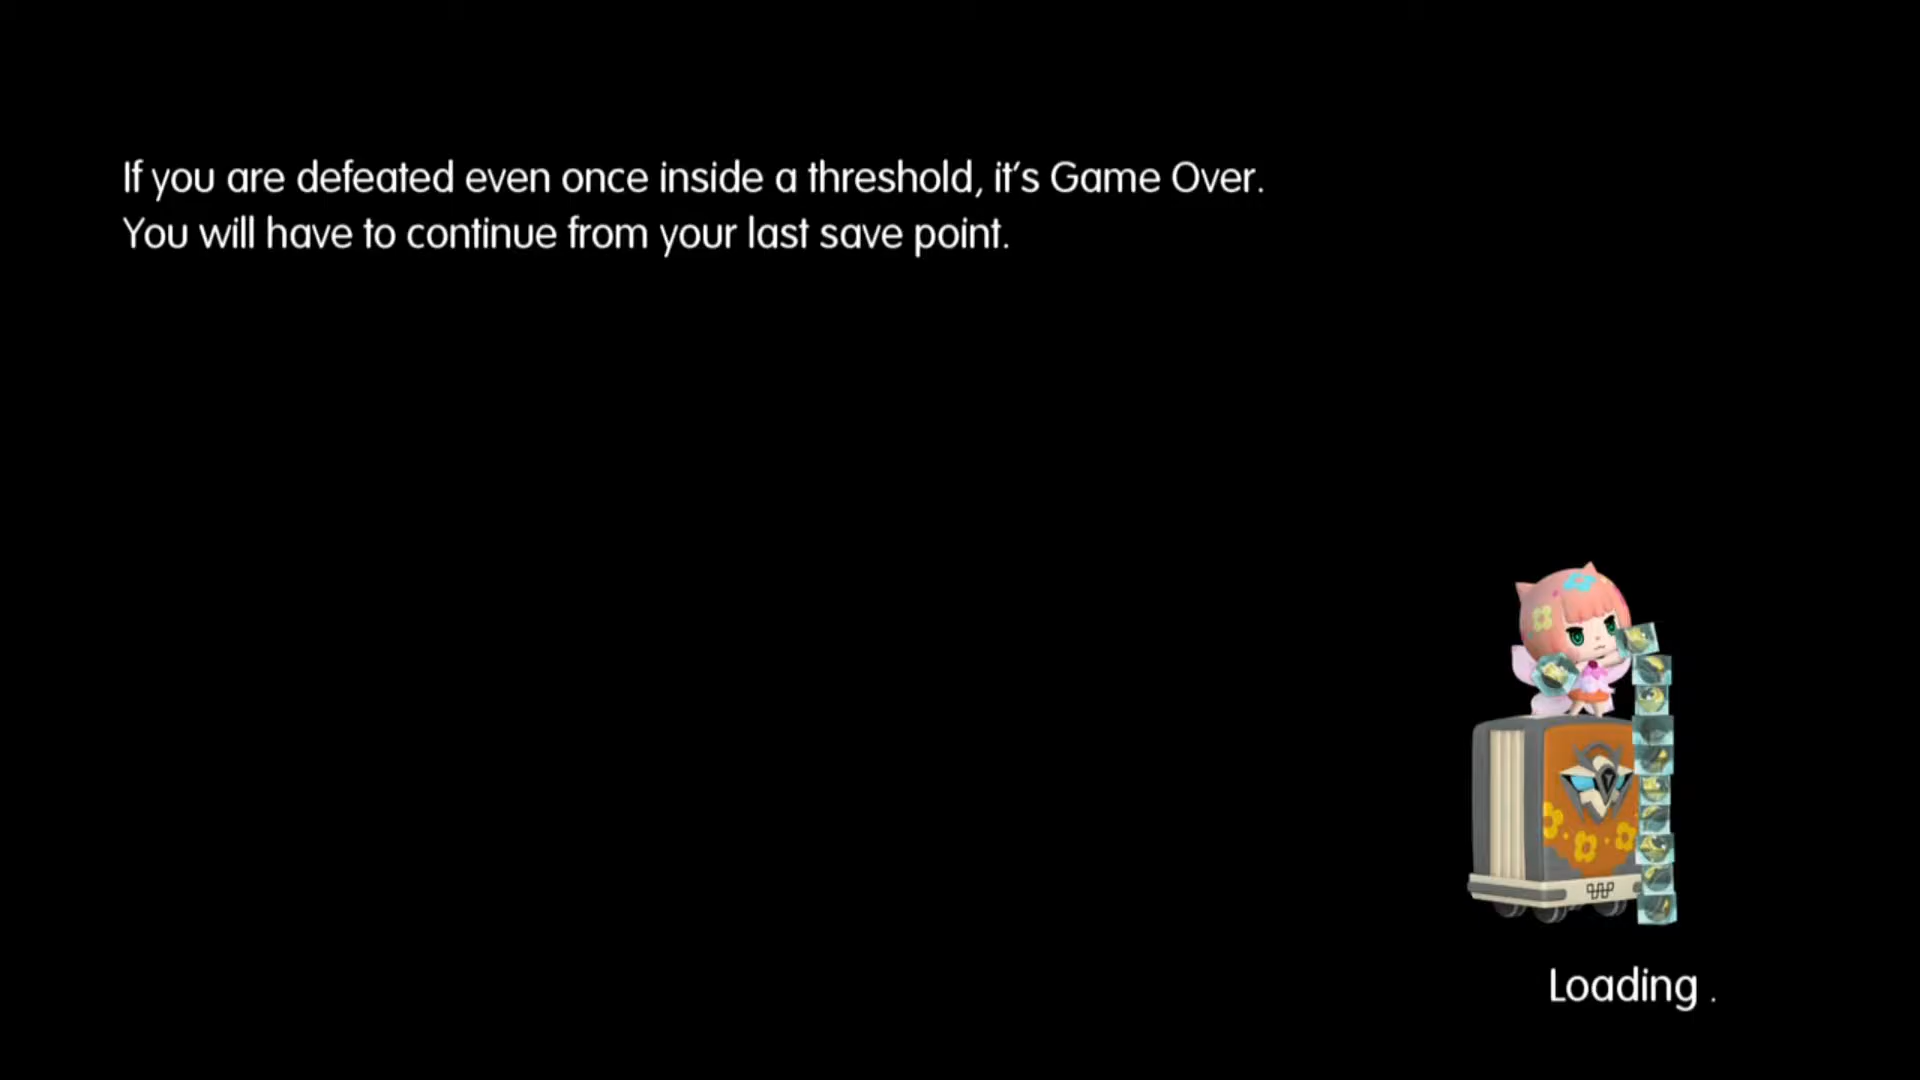 If you are defeated even once inside a threshold, it's Game Over.
You will have to continue from your last save point.
Loading .